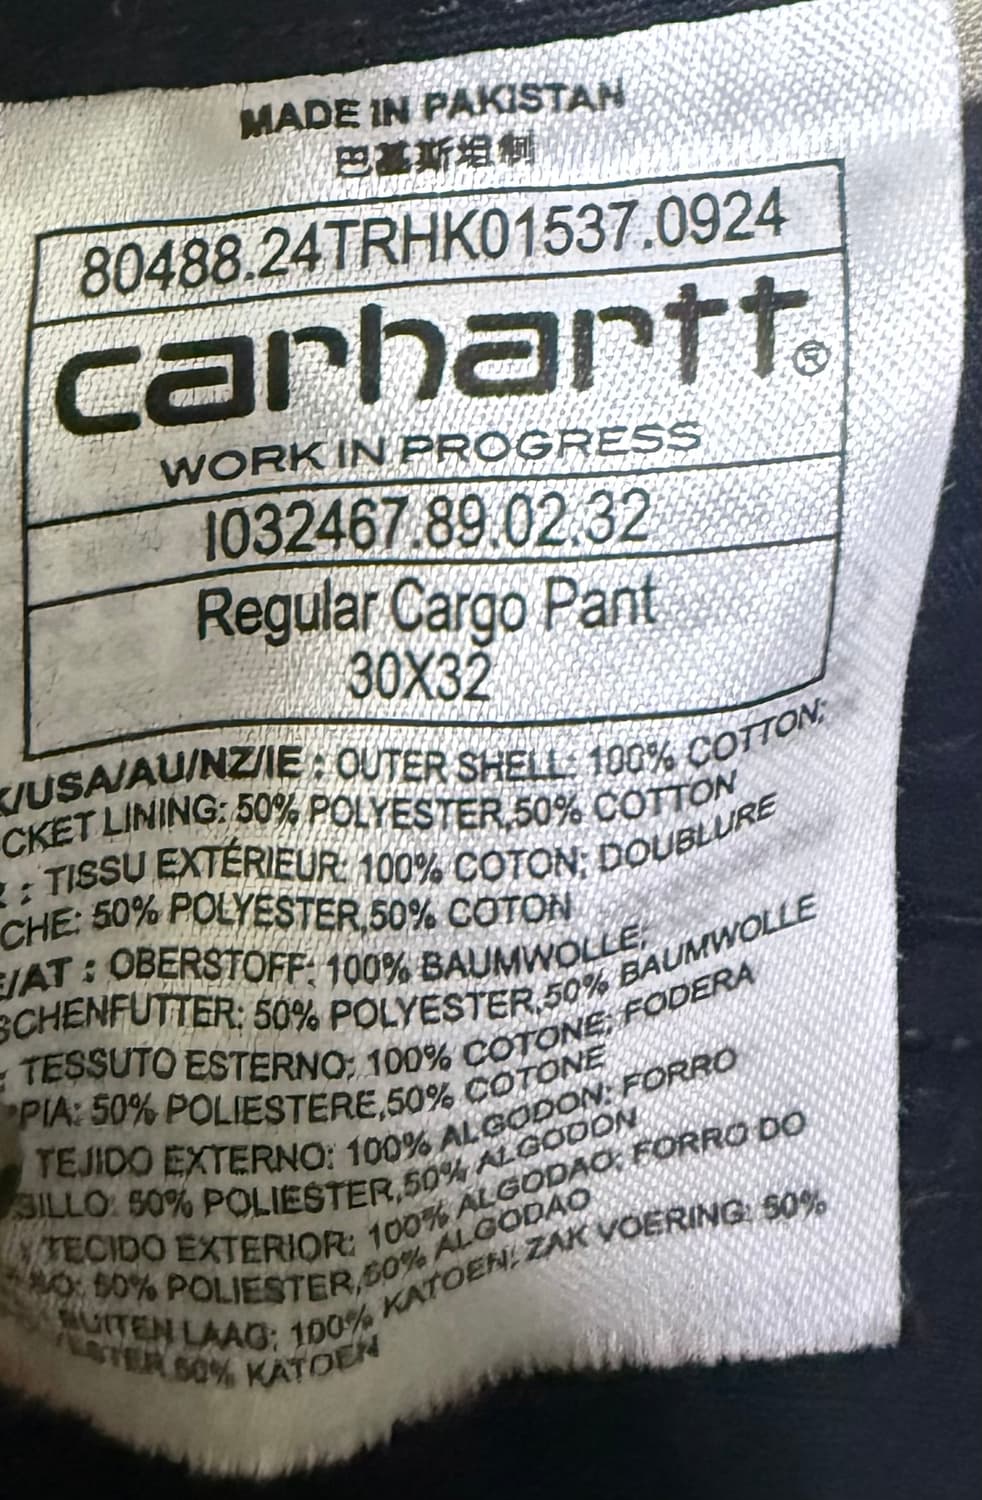 MADE IN PAKISTAN
巴基斯坦制
80488.24TRHK01537.0924
carhartt®
WORK IN PROGRESS
I032467.89.02.32
Regular Cargo Pant
30X32
/USA/AU/NZ/IE : OUTER SHELL: 100% COTTON;
CKET LINING: 50% POLYESTER,50% COTTON
: TISSU EXTÉRIEUR: 100% COTON; DOUBLURE
CHE: 50% POLYESTER,50% COTON
/AT : OBERSTOFF: 100% BAUMWOLLE;
SCHENFUTTER: 50% POLYESTER,50% BAUMWOLLE
: TESSUTO ESTERNO: 100% COTONE; FODERA
PIA: 50% POLIESTERE,50% COTONE
TEJIDO EXTERNO: 100% ALGODON; FORRO
SILLO: 50% POLIESTER,50% ALGODON
TECIDO EXTERIOR: 100% ALGODAO; FORRO DO
SO: 50% POLIESTER,50% ALGODAO
BUITEN LAAG: 100% KATOEN; ZAK VOERING: 50%
ESTER,50% KATOEN